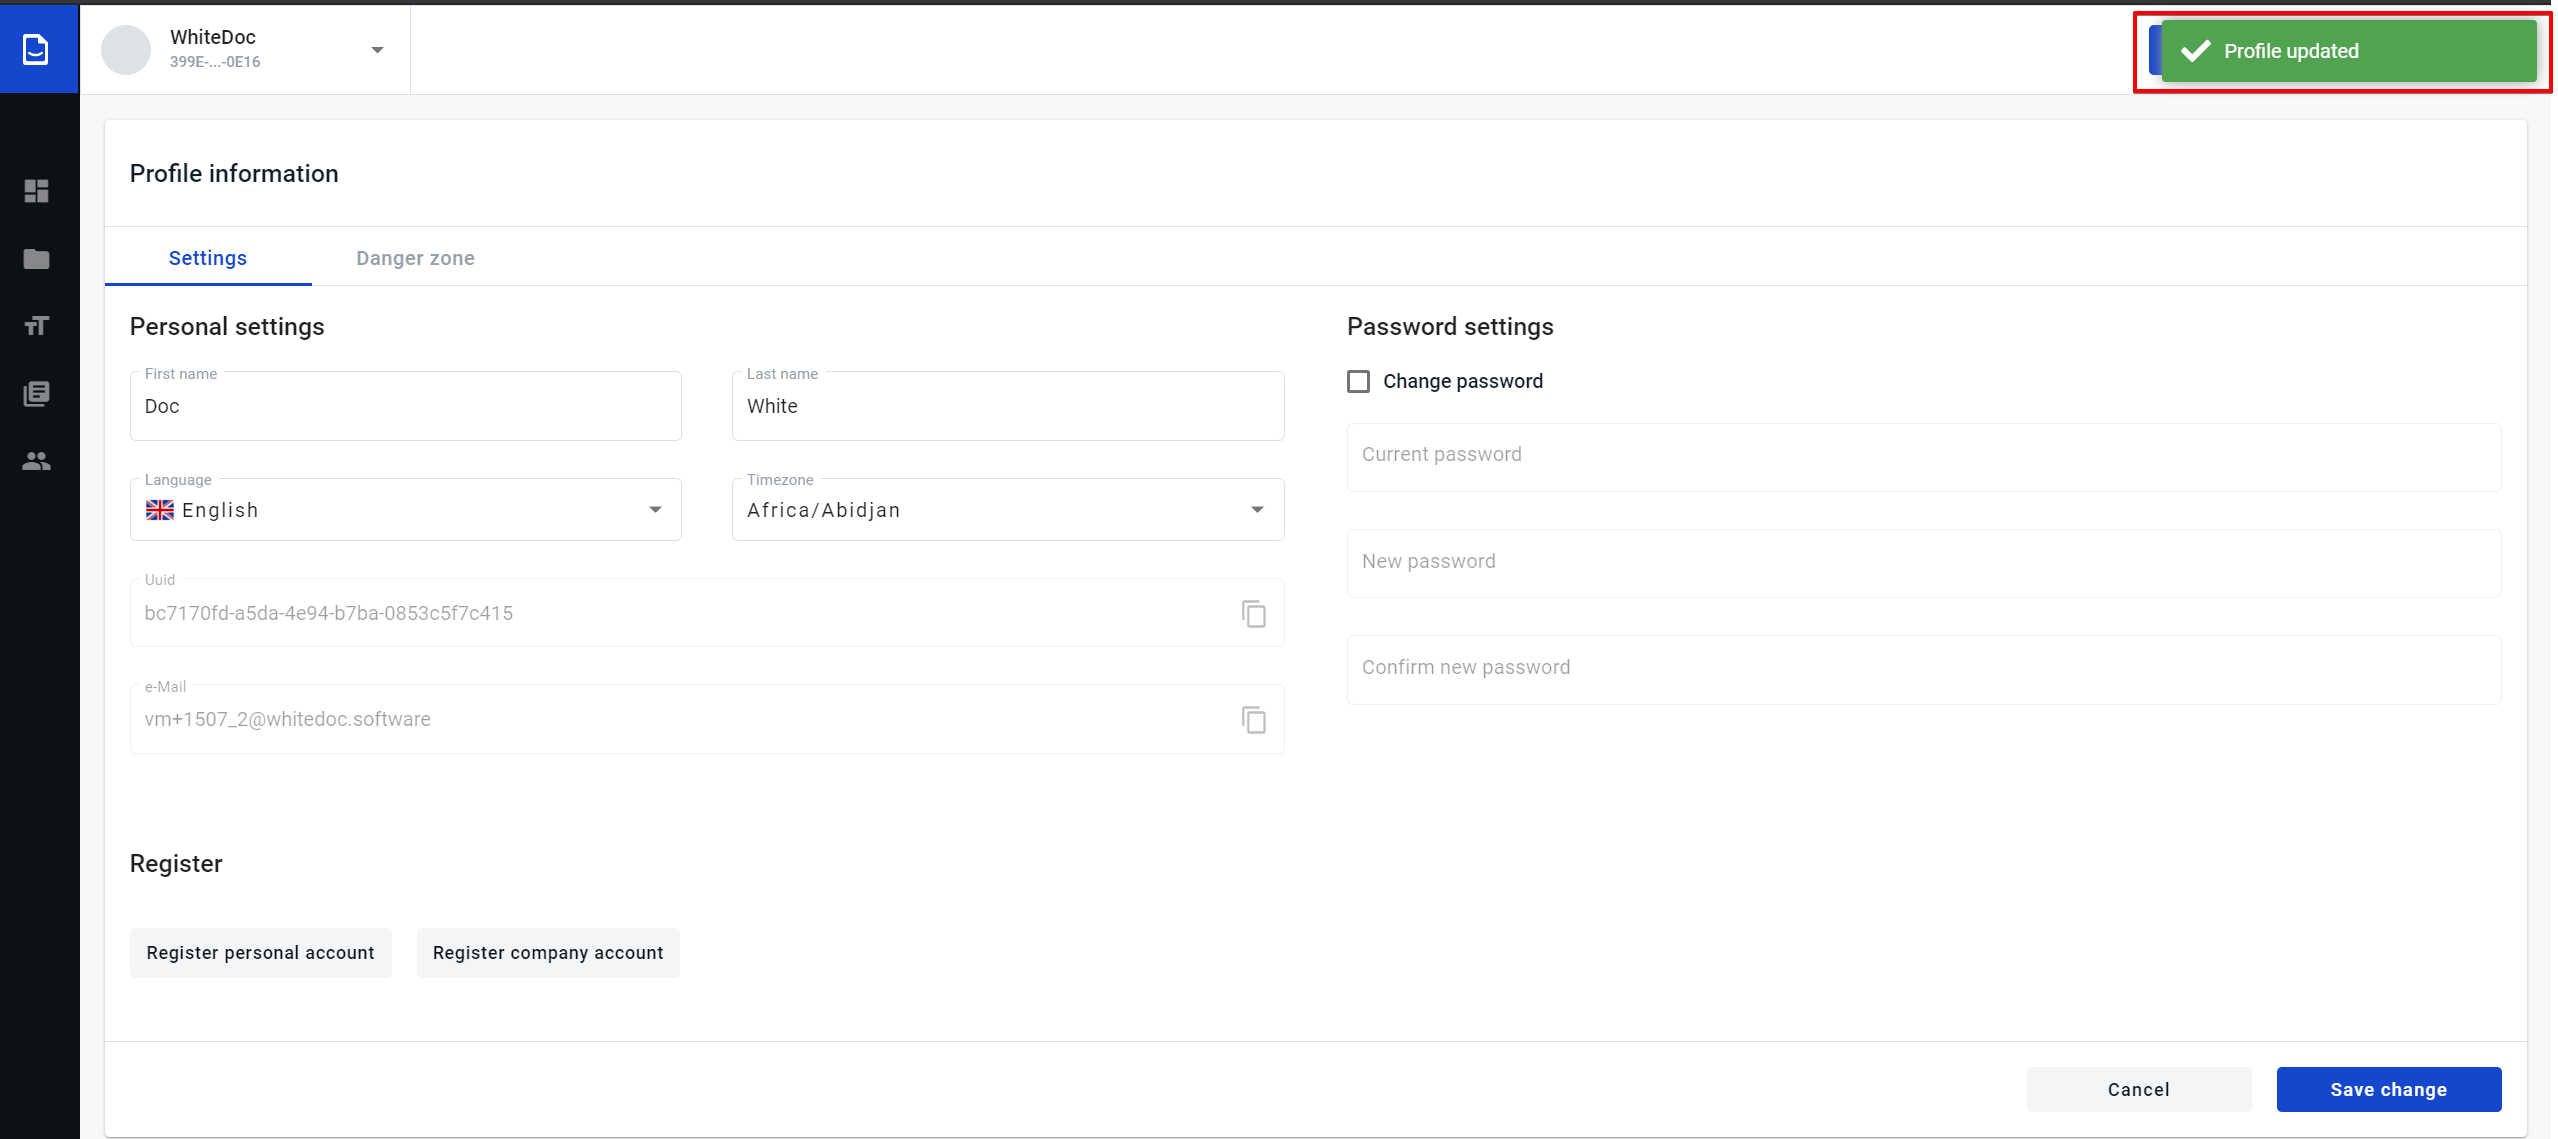 WhiteDoc
399E-...-0E16
Profile updated
Profile information
Settings
Danger zone
Personal settings
First name
Doc
Last name
White
Language
English
Timezone
Africa/Abidjan
Uuid
bc7170fd-a5da-4e94-b7ba-0853c5f7c415
e-Mail
vm+1507_2@whitedoc.software
Password settings
Change password
Current password
New password
Confirm new password
Register
Register personal account
Register company account
Cancel
Save change